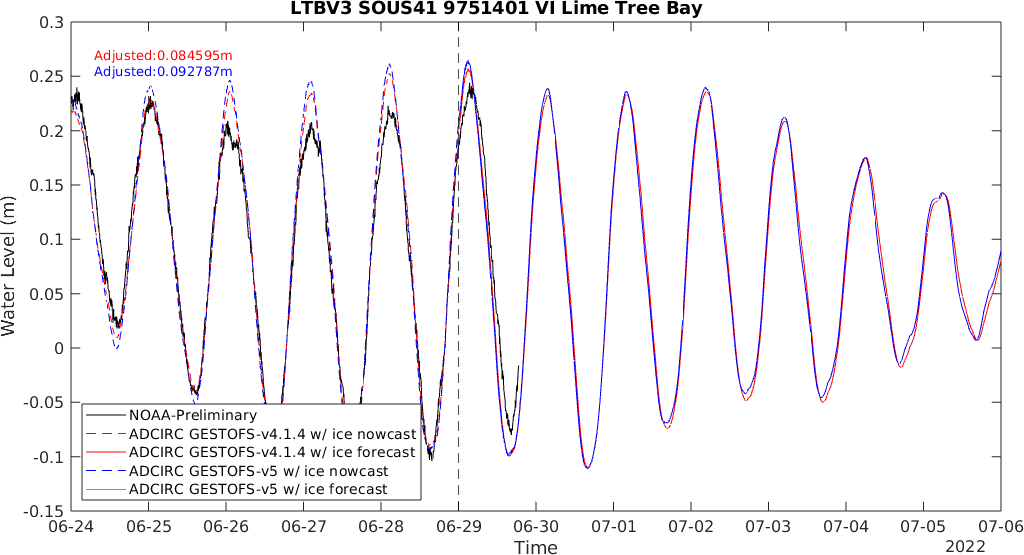 LTBV3 SOUS41 9751401 VI Lime Tree Bay
Adjusted:0.084595m
Adjusted:0.092787m
Water Level (m)
0.3
0.25
0.2
0.15
0.1
0.05
0
-0.05
-0.1
-0.15
NOAA-Preliminary
ADCIRC GESTOFS-v4.1.4 w/ ice nowcast
ADCIRC GESTOFS-v4.1.4 w/ ice forecast
ADCIRC GESTOFS-v5 w/ ice nowcast
ADCIRC GESTOFS-v5 w/ ice forecast
06-24 06-25 06-26 06-27 06-28 06-29 06-30 07-01 07-02 07-03 07-04 07-05 07-06
Time
2022